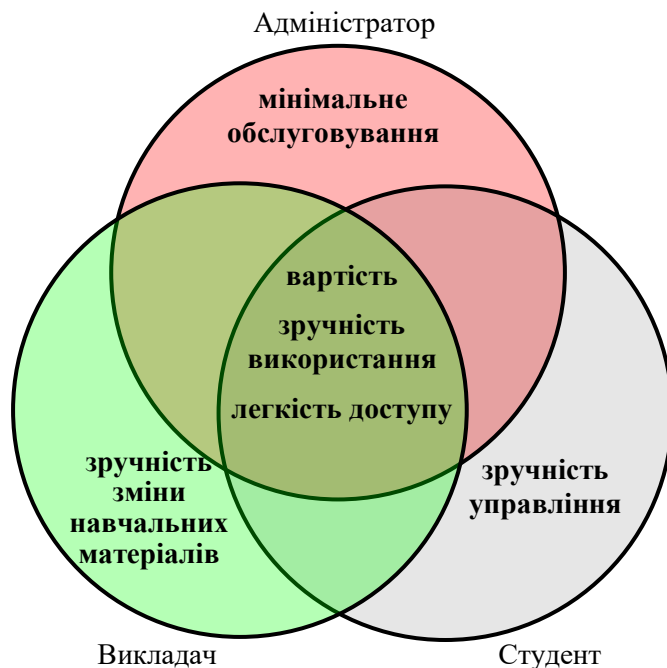 Адміністратор
мінімальне
обслуговування
вартість
зручність
використання
легкість доступу
зручність
зміни
навчальних
матеріалів
зручність
управління
Викладач
Студент